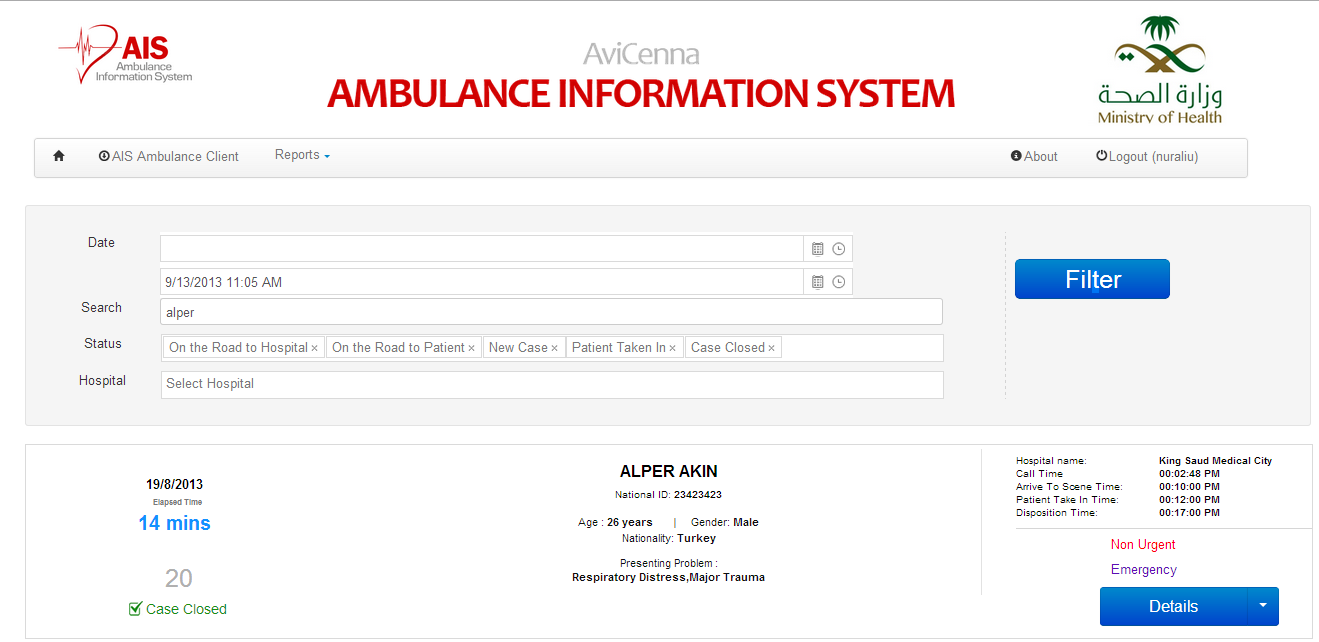 AIS
Ambulance
Information System
AviCenna
AMBULANCE INFORMATION SYSTEM
وزارة الصحة
Ministry of Health
AIS Ambulance Client
Reports
About
Logout (nuraliu)
Date
9/13/2013 11:05 AM
Search
alper
Status
On the Road to Hospital ×
On the Road to Patient ×
New Case ×
Patient Taken In ×
Case Closed ×
Hospital
Select Hospital
Filter
19/8/2013
Elapsed Time
14 mins
20
Case Closed
ALPER AKIN
National ID: 23423423
Age : 26 years | Gender: Male
Nationality: Turkey
Presenting Problem :
Respiratory Distress,Major Trauma
Hospital name: King Saud Medical City
Call Time 00:02:48 PM
Arrive To Scene Time: 00:10:00 PM
Patient Take In Time: 00:12:00 PM
Disposition Time: 00:17:00 PM
Non Urgent
Emergency
Details